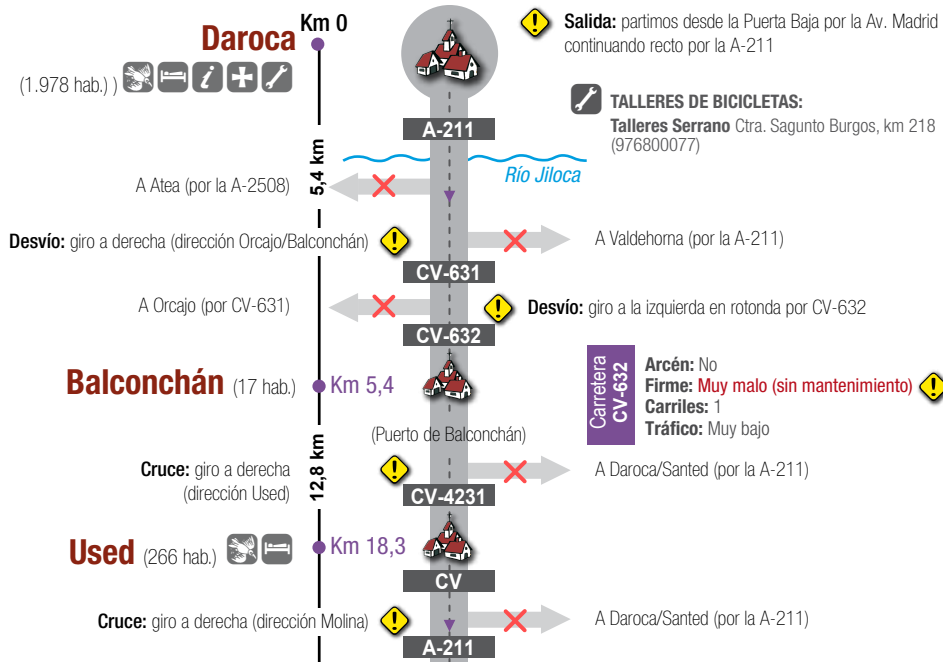 Km 0
Salida: partimos desde la Puerta Baja por la Av. Madrid
continuando recto por la A-211
Daroca
(1.978 hab.) )
i
TALLERES DE BICICLETAS:
Talleres Serrano Ctra. Sagunto Burgos, km 218
(976800077)
A-211
5,4 km
Río Jiloca
A Atea (por la A-2508)
Desvío: giro a derecha (dirección Orcajo/Balconchán)
A Valdehorna (por la A-211)
CV-631
A Orcajo (por CV-631)
Desvío: giro a la izquierda en rotonda por CV-632
CV-632
Balconchán (17 hab.)
Km 5,4
Carretera
CV-632
Arcén: No
Firme: Muy malo (sin mantenimiento)
Carriles: 1
Tráfico: Muy bajo
(Puerto de Balconchán)
12,8 km
Cruce: giro a derecha
(dirección Used)
A Daroca/Santed (por la A-211)
CV-4231
Used (266 hab.)
Km 18,3
CV
Cruce: giro a derecha (dirección Molina)
A Daroca/Santed (por la A-211)
A-211